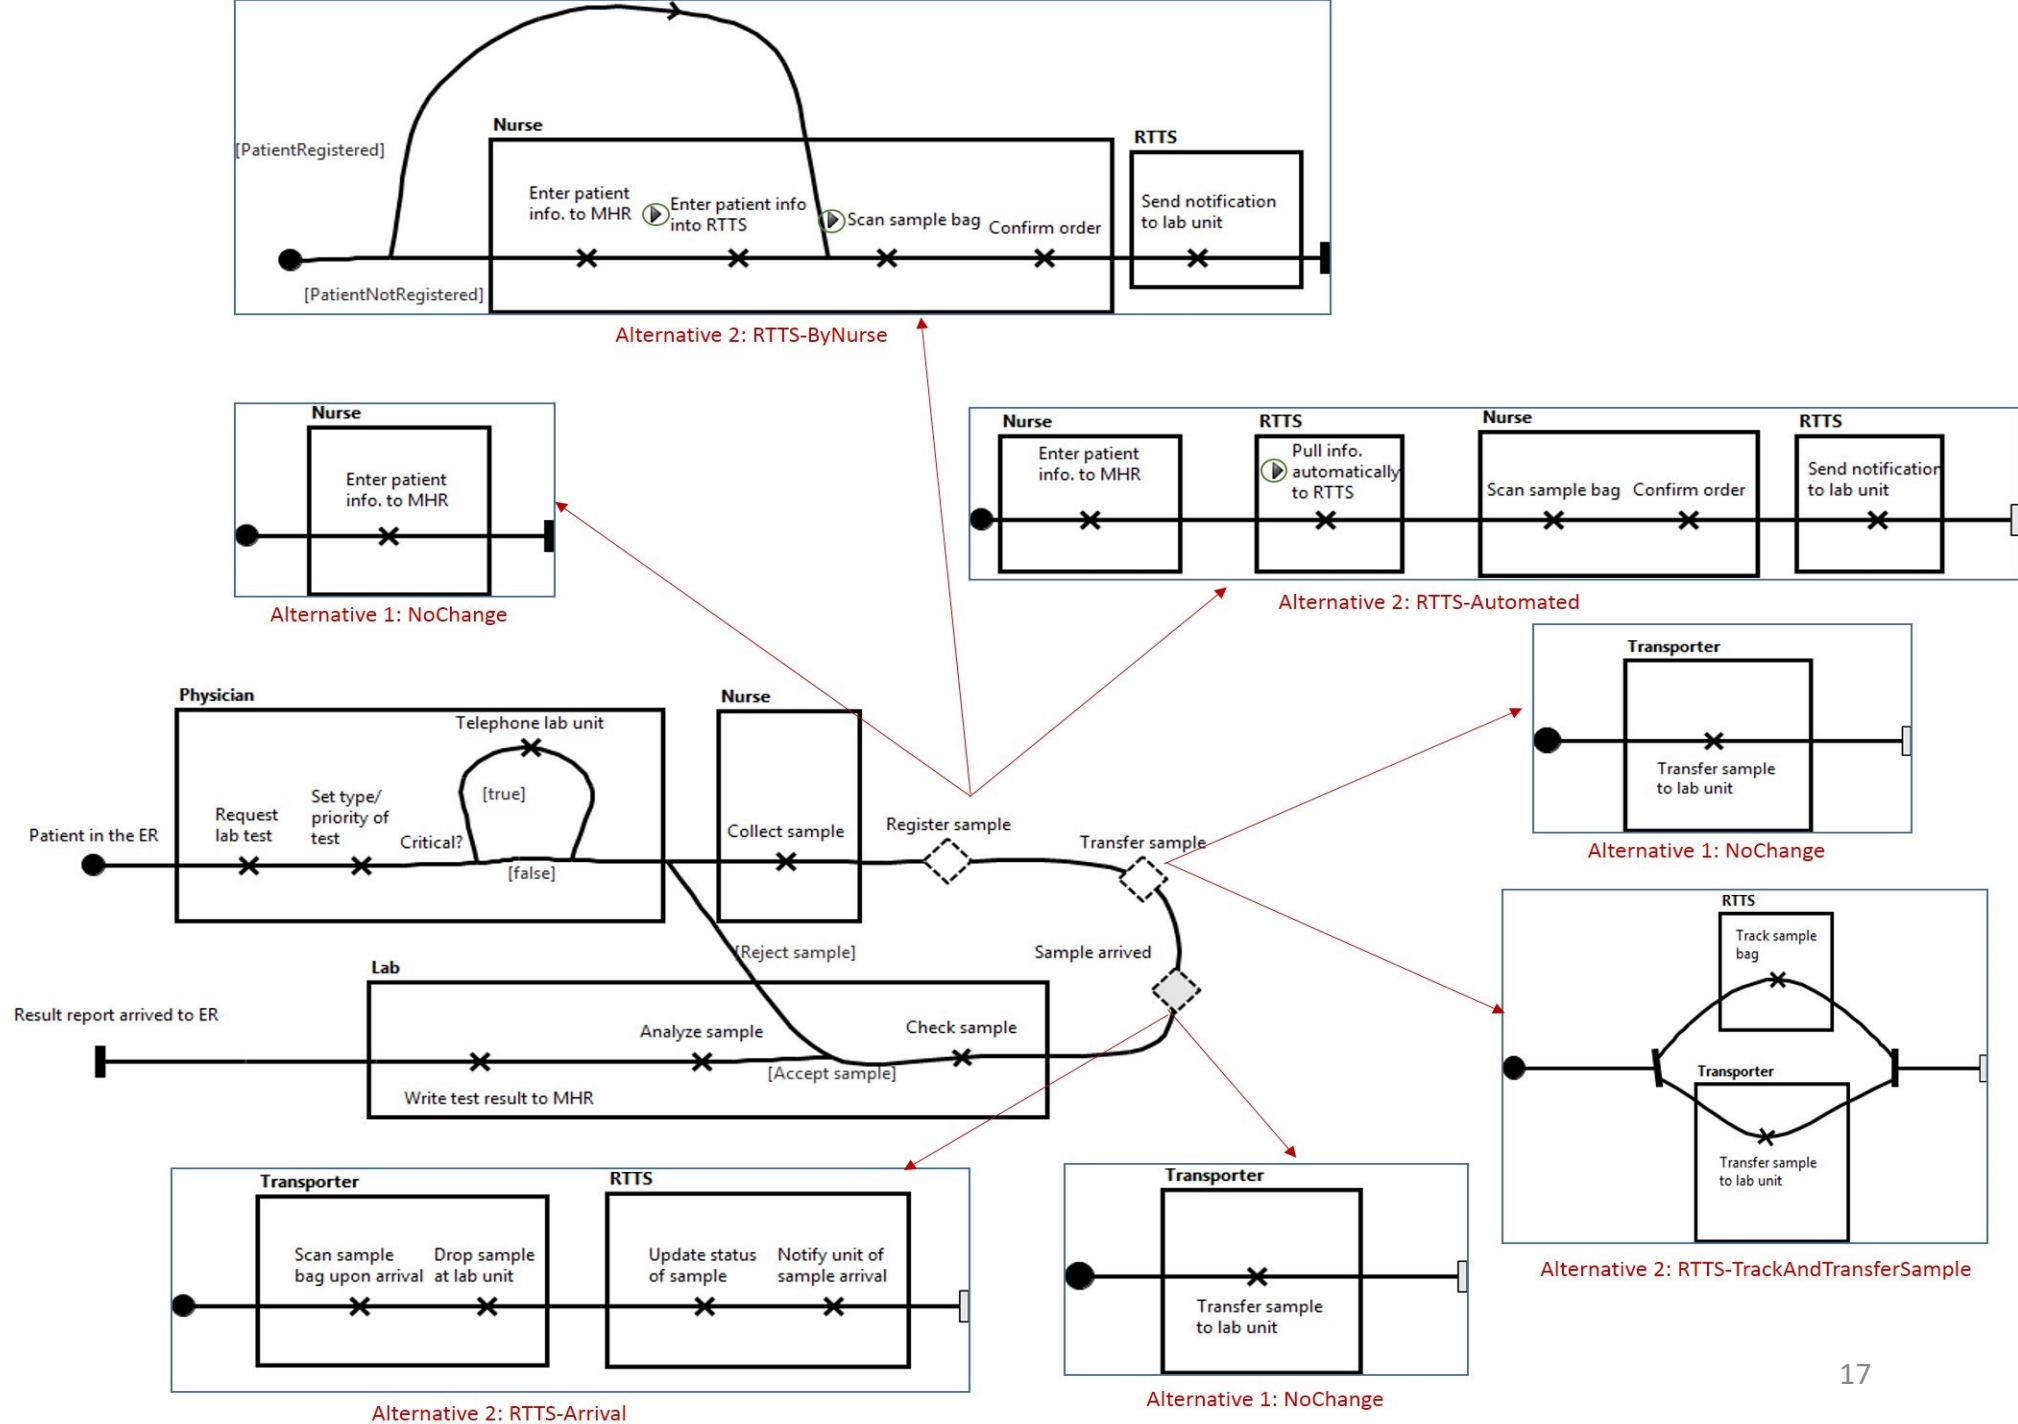 [PatientRegistered]
Nurse
RTTS
Enter patient
info. to MHR
Enter patient info
into RTTS
Scan sample bag
Confirm order
Send notification
to lab unit
[PatientNotRegistered]
Alternative 2: RTTS-ByNurse
Nurse
Enter patient
info. to MHR
Alternative 1: NoChange
Nurse
RTTS
Nurse
RTTS
Enter patient
info. to MHR
Pull info.
automatically
to RTTS
Scan sample bag
Confirm order
Send notification
to lab unit
Alternative 2: RTTS-Automated
Transporter
Transfer sample
to lab unit
Alternative 1: NoChange
Physician
Nurse
Telephone lab unit
[true]
Patient in the ER
Request
lab test
Set type/
priority of
test
Critical?
[false]
Collect sample
Register sample
Transfer sample
[Reject sample]
Sample arrived
Lab
Result report arrived to ER
Analyze sample
Check sample
[Accept sample]
Write test result to MHR
RTTS
Track sample
bag
Transporter
Transfer sample
to lab unit
Alternative 2: RTTS-TrackAndTransferSample
Transporter
RTTS
Scan sample
bag upon arrival
Drop sample
at lab unit
Update status
of sample
Notify unit of
sample arrival
Alternative 2: RTTS-Arrival
Transporter
Transfer sample
to lab unit
Alternative 1: NoChange
17